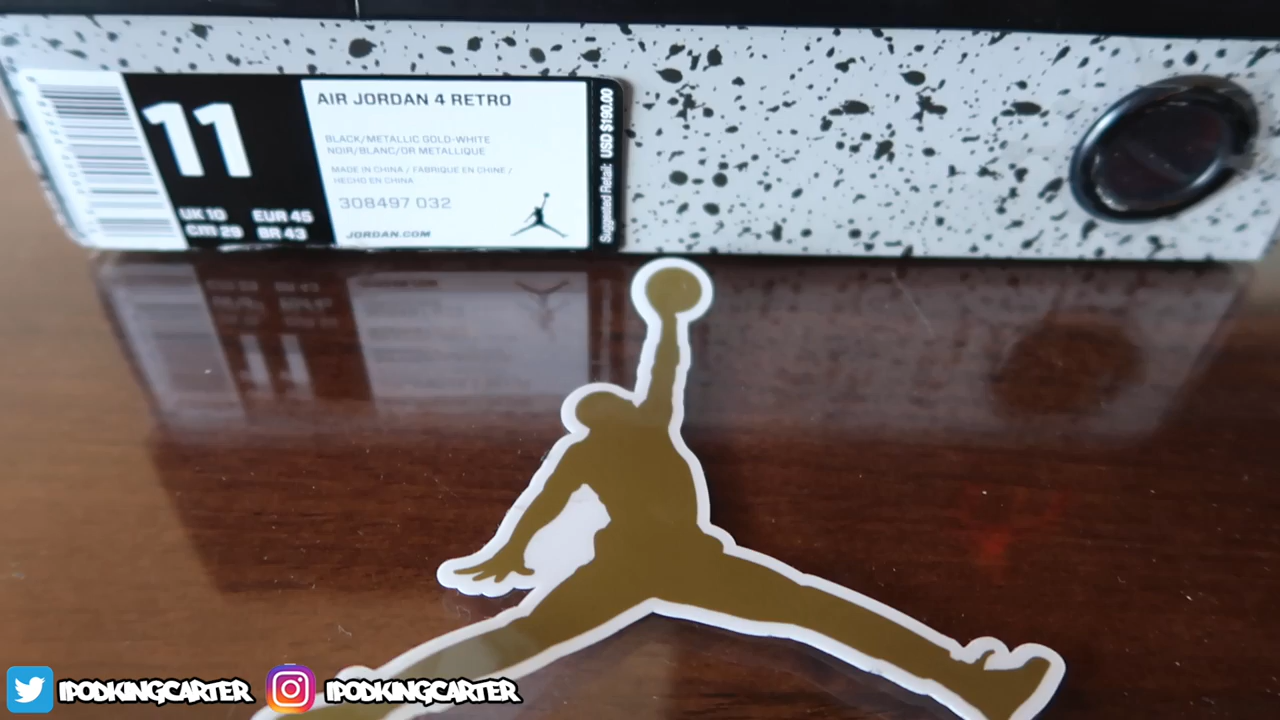 11
UK 10 EUR 45
cm 29 BR 43
AIR JORDAN 4 RETRO
BLACK/METALLIC GOLD-WHITE
NOIR/BLANC/OR METALLIQUE
MADE IN CHINA / FABRIQUE EN CHINE /
HECHO EN CHINA
308497 032
JORDAN.COM
Suggested Retail: USD $190.00
IPODKINGCARTER IPODKINGCARTER